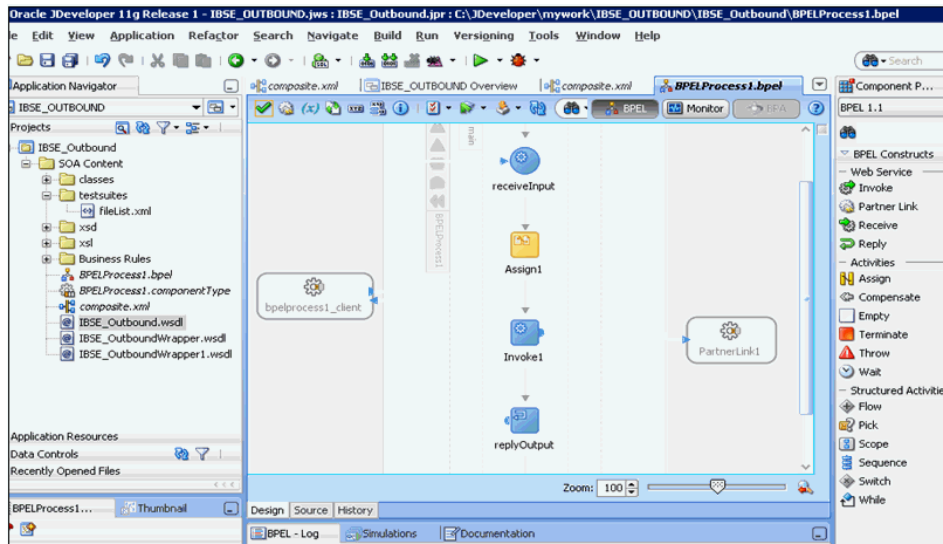 Oracle JDeveloper 11g Release 1 - IBSE_OUTBOUND.jws : IBSE_Outbound.jpr : C:\JDeveloper\mywork\IBSE_OUTBOUND\IBSE_Outbound\BPELProcess1.bpel
le Edit View Application Refactor Search Navigate Build Run Versioning Tools Window Help
Search
Application Navigator
IBSE_OUTBOUND
Projects
IBSE_Outbound
SOA Content
classes
testsuites
fileList.xml
xsd
xsl
Business Rules
BPELProcess1.bpel
BPELProcess1.componentType
composite.xml
IBSE_Outbound.wsdl
IBSE_OutboundWrapper.wsdl
IBSE_OutboundWrapper1.wsdl
Application Resources
Data Controls
Recently Opened Files
BPELProcess1... Thumbnail
composite.xml IBSE_OUTBOUND Overview composite.xml BPELProcess1.bpel
BPEL Monitor BPA
main
BPELProcess1
receiveInput
Assign1
bpelprocess1_client
Invoke1
PartnerLink1
replyOutput
Zoom: 100
Design Source History
BPEL - Log Simulations Documentation
Component P...
BPEL 1.1
BPEL Constructs
Web Service
Invoke
Partner Link
Receive
Reply
Activities
Assign
Compensate
Empty
Terminate
Throw
Wait
Structured Activitie
Flow
Pick
Scope
Sequence
Switch
While